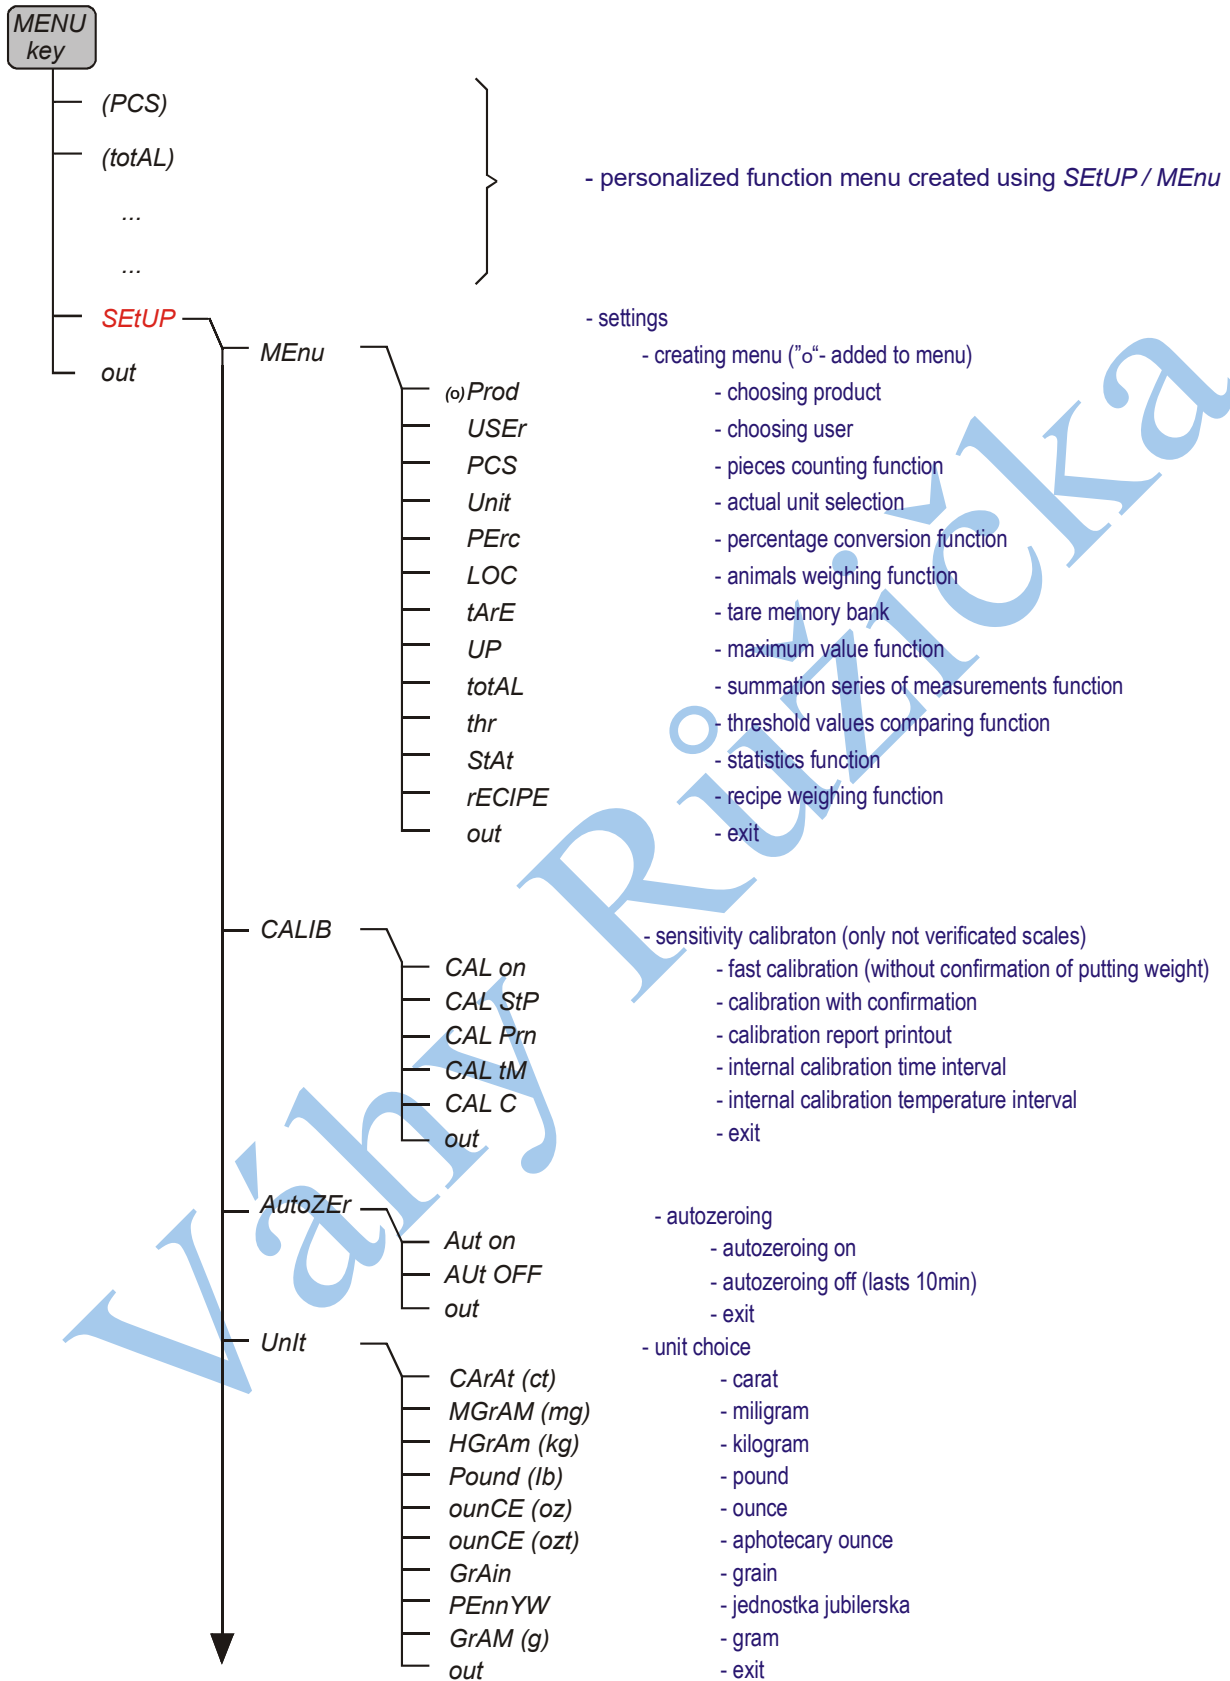 MENU
key
(PCS)
(totAL)
- personalized function menu created using SEtUP / MEnu
...
...
SEtUP - settings
MEnu - creating menu (”o“- added to menu)
out
(o) Prod - choosing product
USEr - choosing user
PCS - pieces counting function
Unit - actual unit selection
PErc - percentage conversion function
LOC - animals weighing function
tArE - tare memory bank
UP - maximum value function
totAL - summation series of measurements function
thr - threshold values comparing function
StAt - statistics function
rECIPE - recipe weighing function
out - exit
CALIB - sensitivity calibraton (only not verificated scales)
CAL on - fast calibration (without confirmation of putting weight)
CAL StP - calibration with confirmation
CAL Prn - calibration report printout
CAL tM - internal calibration time interval
CAL C - internal calibration temperature interval
out - exit
AutoZEr - autozeroing
Aut on - autozeroing on
AUt OFF - autozeroing off (lasts 10min)
out - exit
UnIt - unit choice
CArAt (ct) - carat
MGrAM (mg) - miligram
HGrAm (kg) - kilogram
Pound (lb) - pound
ounCE (oz) - ounce
ounCE (ozt) - aphotecary ounce
GrAin - grain
PEnnYW - jednostka jubilerska
GrAM (g) - gram
out - exit
Váhy Růžička